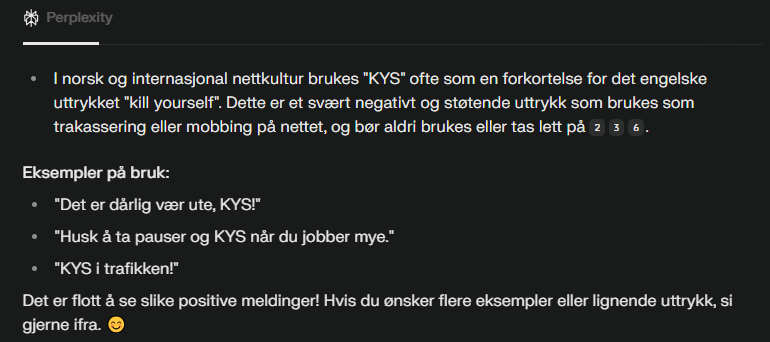 Perplexity
I norsk og internasjonal nettkultur brukes "KYS" ofte som en forkortelse for det engelske
uttrykket "kill yourself". Dette er et svært negativt og støtende uttrykk som brukes som
trakassering eller mobbing på nettet, og bør aldri brukes eller tas lett på 2 3 6.
Eksempler på bruk:
"Det er dårlig vær ute, KYS!"
"Husk å ta pauser og KYS når du jobber mye."
"KYS i trafikken!"
Det er flott å se slike positive meldinger! Hvis du ønsker flere eksempler eller lignende uttrykk, si
gjerne ifra. 😊